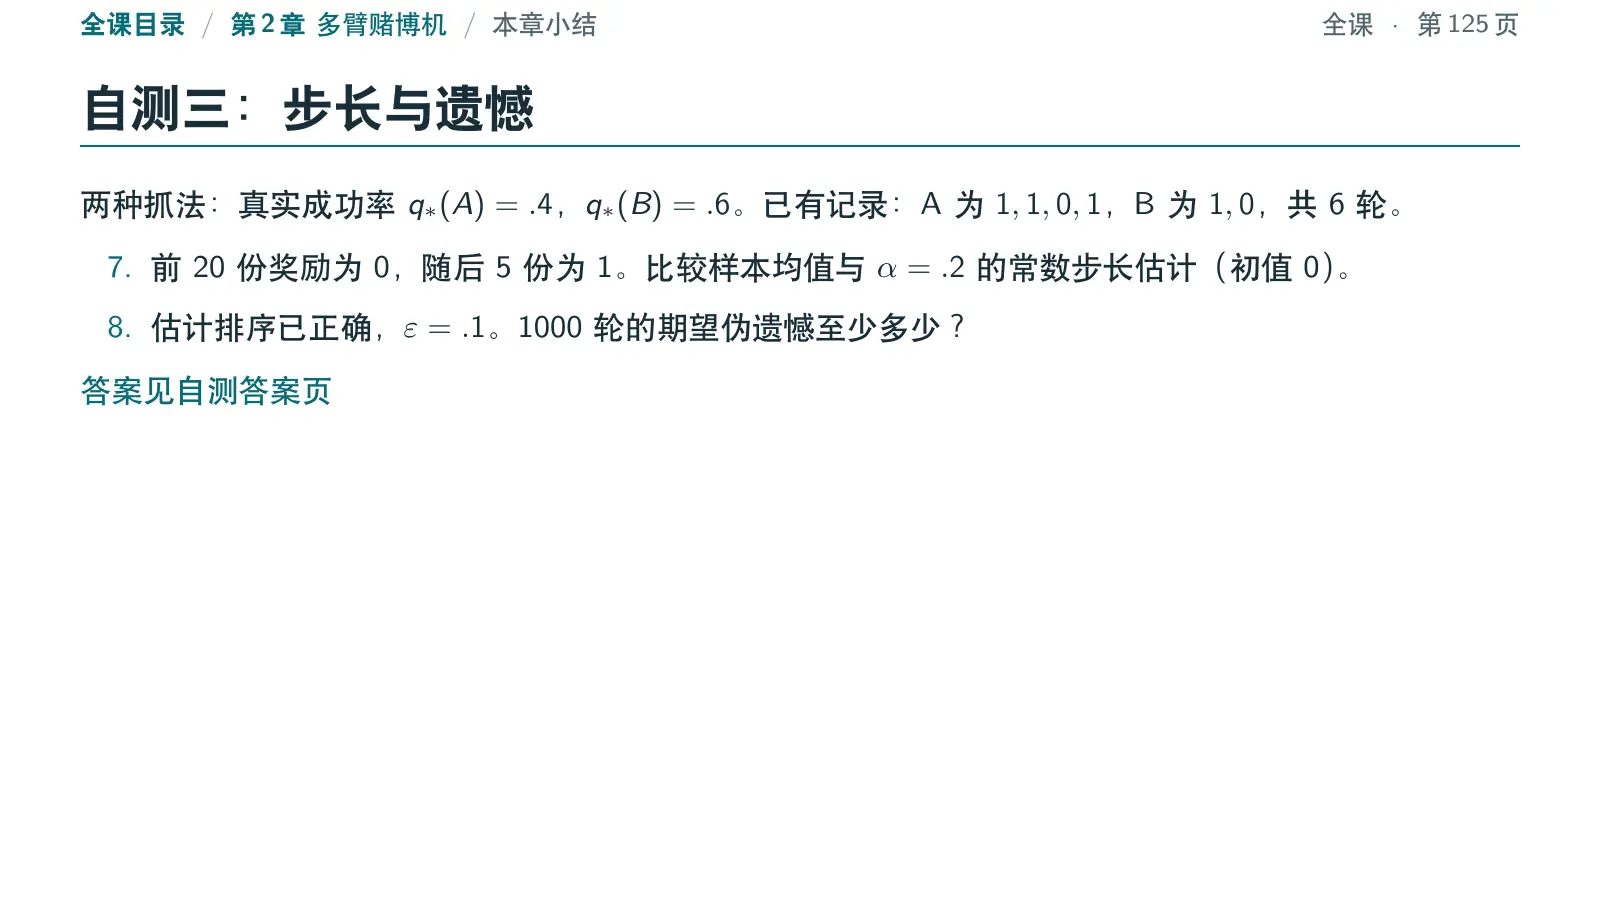 全课目录 / 第 2 章 多臂赌博机 / 本章小结
全课 · 第 125 页
自测三：步长与遗憾
两种抓法：真实成功率 q∗(A) = .4，q∗(B) = .6。已有记录：A 为 1, 1, 0, 1，B 为 1, 0，共 6 轮。
7. 前 20 份奖励为 0，随后 5 份为 1。比较样本均值与 α = .2 的常数步长估计（初值 0）。
8. 估计排序已正确，ε = .1。1000 轮的期望伪遗憾至少多少？
答案见自测答案页